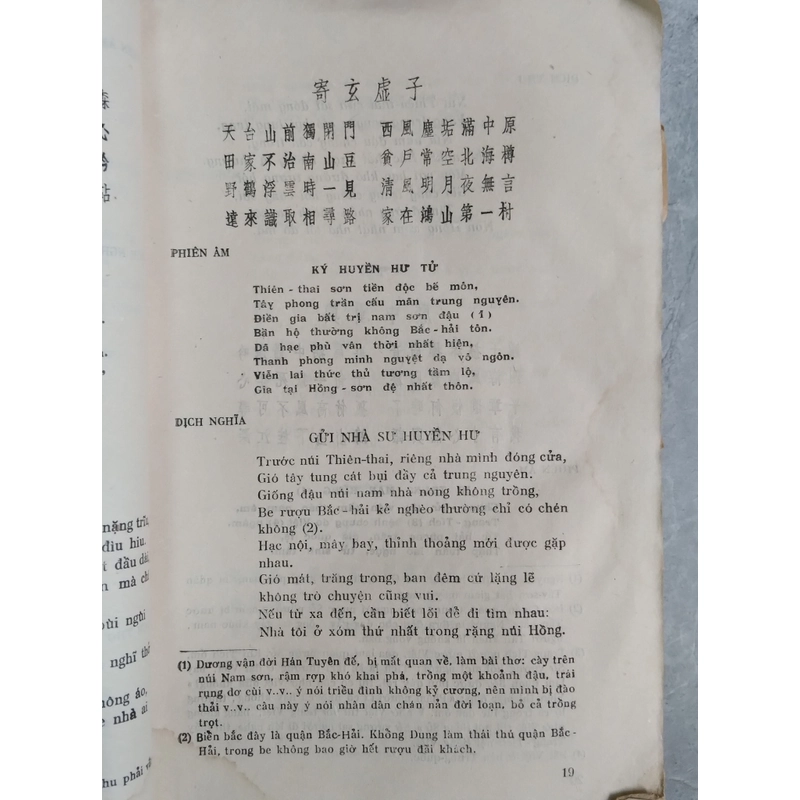 寄玄虛子
天台山前獨閉門 西風塵垢滿中原
田家不治南山豆 貧戶常空北海樽
野鶴浮雲時一見 清風明月夜無言
遠來識取相尋路 家在鴻山第一村
PHIÊN ÂM
KÝ HUYỀN HƯ TỬ
Thiên-thai sơn tiền độc bế môn,
Tây phong trần cấu mãn trung nguyên.
Điền gia bất trị nam sơn đậu (1)
Bần hộ thường không Bắc-hải tôn.
Dã hạc phù vân thời nhất hiện,
Thanh phong minh nguyệt dạ vô ngôn.
Viễn lai thức thủ tương tầm lộ,
Gia tại Hồng-sơn đệ nhất thôn.
DỊCH NGHĨA
GỬI NHÀ SƯ HUYỀN HƯ
Trước núi Thiên-thai, riêng nhà mình đóng cửa,
Gió tây tung cát bụi đầy cả trung nguyên.
Giống đậu núi nam nhà nông không trồng,
Be rượu Bắc-hải kẻ nghèo thường chỉ có chén
không (2).
Hạc nội, mây bay, thỉnh thoảng mới được gặp
nhau.
Gió mát, trăng trong, ban đêm cứ lặng lẽ
không trò chuyện cũng vui.
Nếu từ xa đến, cần biết lối để đi tìm nhau:
Nhà tôi ở xóm thứ nhất trong rặng núi Hồng.
(1) Dương vận đời Hán Tuyên đế, bị mất quan về, làm bài thơ: cày trên
núi Nam sơn, rậm rợp khó khai phá, trồng một khoảnh đậu, trái
rụng dơ cùi v..v.. ý nói triều đình không kỷ cương, nên mình bị đào
thải v..v.. câu này ý nói nhân dân chán nản đời loạn, bỏ cả trồng
trọt.
(2) Biển bắc đây là quận Bắc-Hải. Khổng Dung làm thái thú quận Bắc-
Hải, trong be không bao giờ hết rượu đãi khách.
19